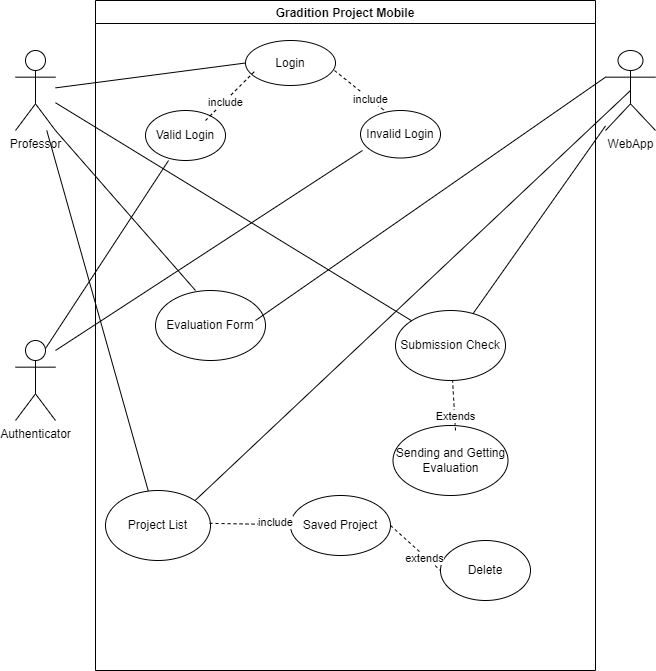 Gradition Project Mobile
Login
include
include
Valid Login
Invalid Login
Professor
WebApp
Evaluation Form
Submission Check
Authenticator
Extends
Sending and Getting
Evaluation
Project List
include
Saved Project
extends
Delete